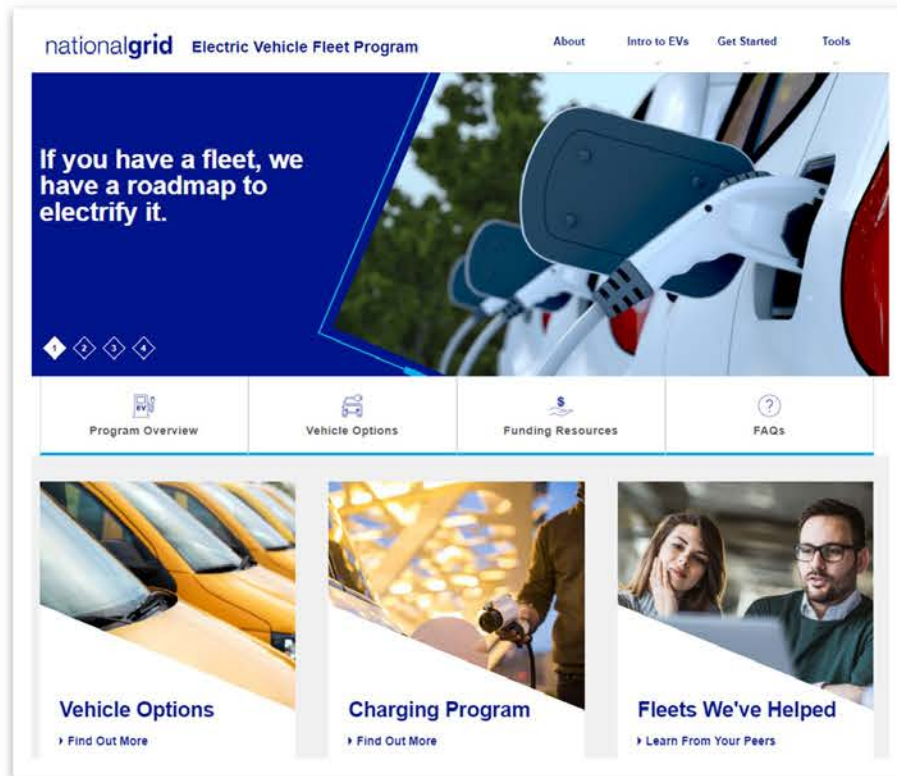 nationalgrid Electric Vehicle Fleet Program
About Intro to EVs Get Started Tools
If you have a fleet, we
have a roadmap to
electrify it.
1 2 3 4
EV
$
?
Program Overview
Vehicle Options
Funding Resources
FAQs
Vehicle Options
Find Out More
Charging Program
Find Out More
Fleets We've Helped
Learn From Your Peers